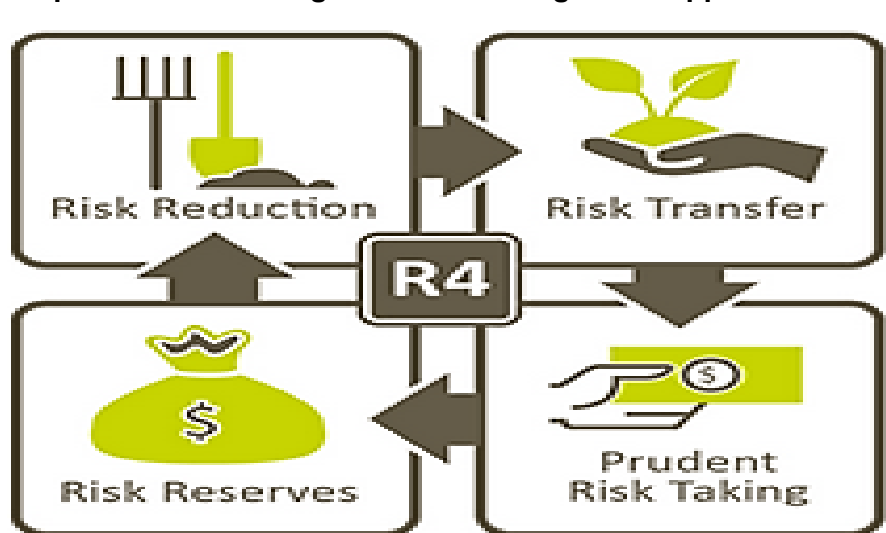 Risk Reduction
Risk Transfer
R4
$
$
Risk Reserves
Prudent
Risk Taking